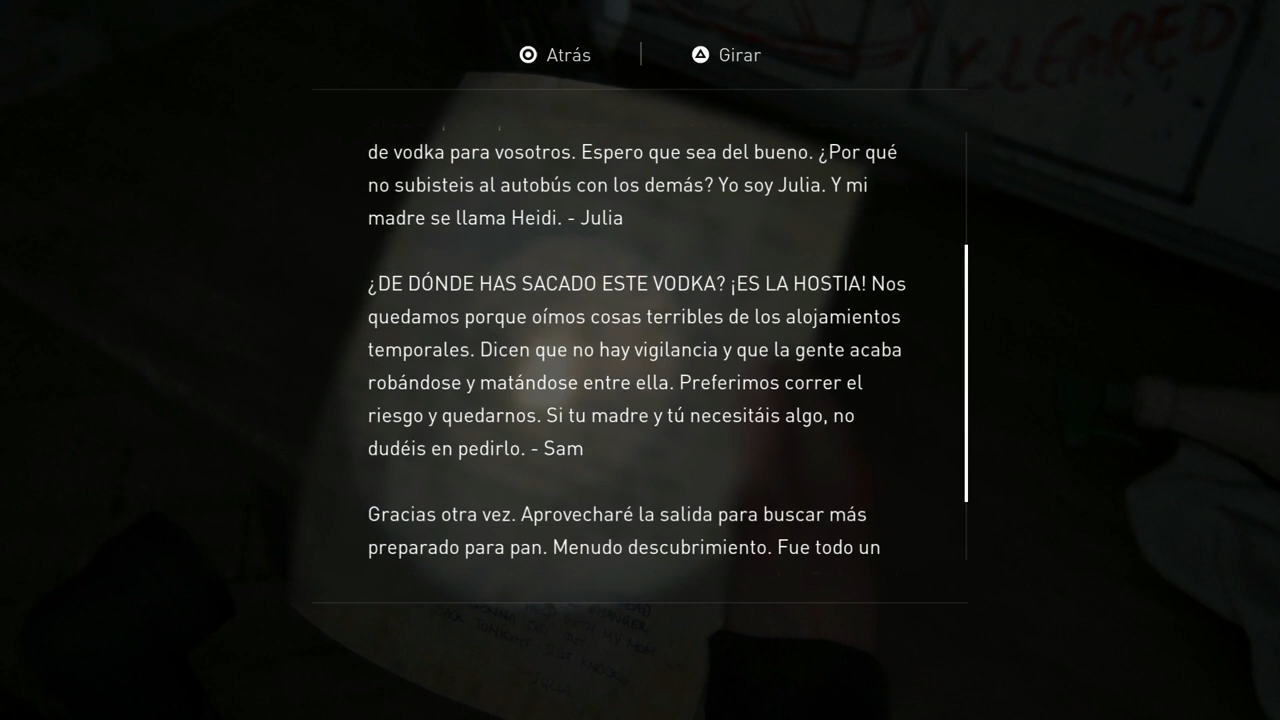 Atrás
Girar
YLEARED
de vodka para vosotros. Espero que sea del bueno. ¿Por qué
no subisteis al autobús con los demás? Yo soy Julia. Y mi
madre se llama Heidi. - Julia
¿DE DÓNDE HAS SACADO ESTE VODKA? ¡ES LA HOSTIA! Nos
quedamos porque oímos cosas terribles de los alojamientos
temporales. Dicen que no hay vigilancia y que la gente acaba
robándose y matándose entre ella. Preferimos correr el
riesgo y quedarnos. Si tu madre y tú necesitáis algo, no
dudéis en pedirlo. - Sam
Gracias otra vez. Aprovecharé la salida para buscar más
preparado para pan. Menudo descubrimiento. Fue todo un